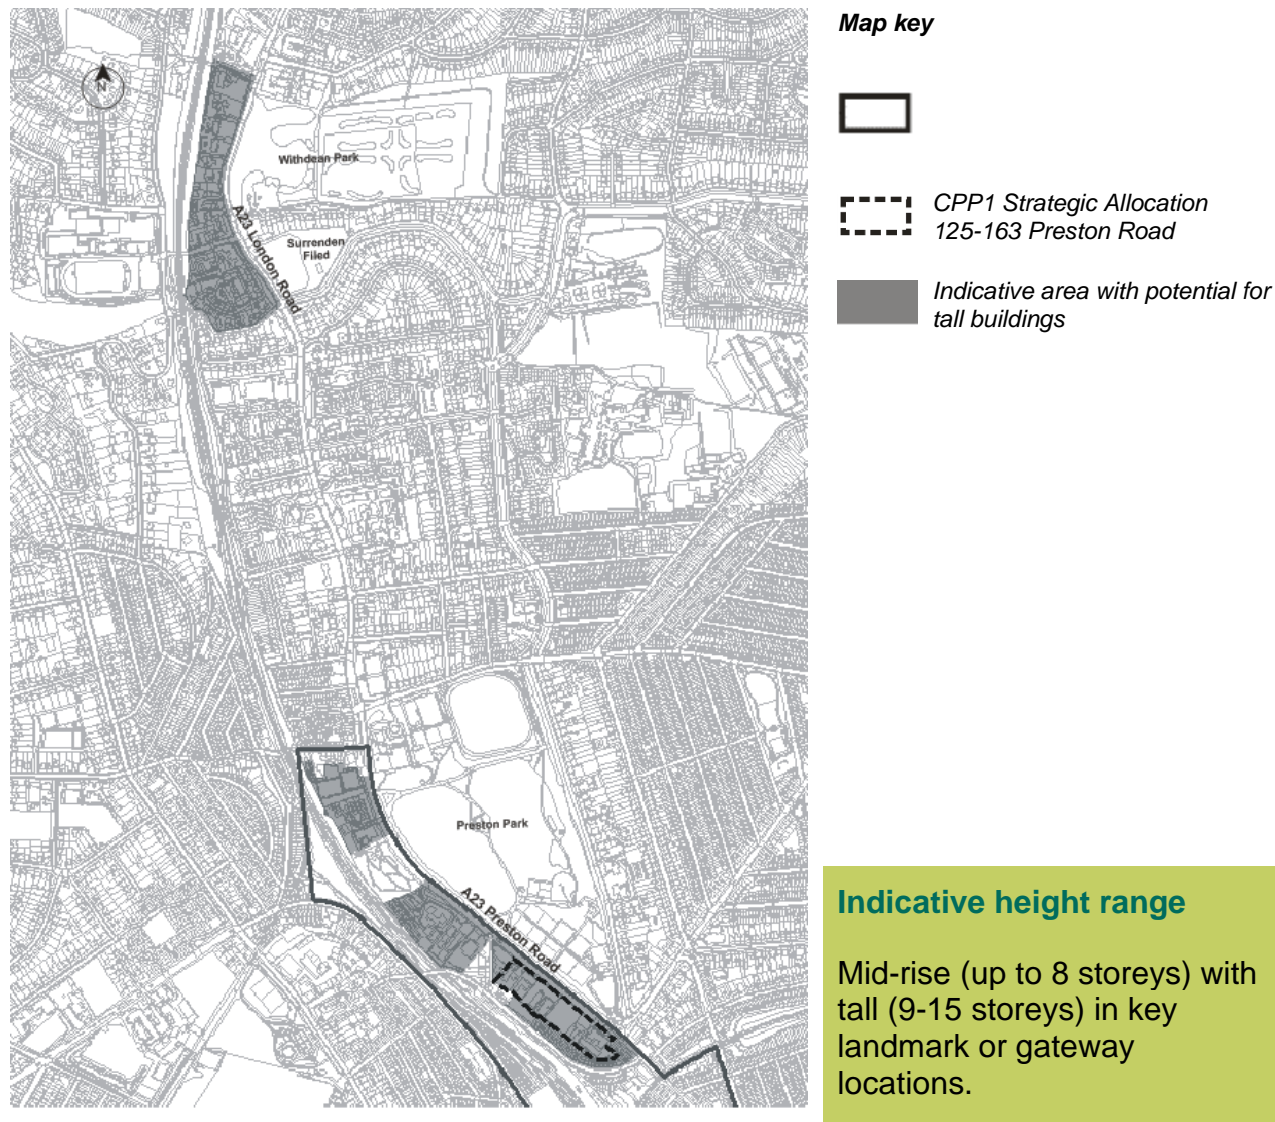 Map key
N
CPP1 Strategic Allocation
125-163 Preston Road
Indicative area with potential for
tall buildings
Withdean Park
A23 London Road
Surrenden
Filed
Preston Park
A23 Preston Road
Indicative height range
Mid-rise (up to 8 storeys) with
tall (9-15 storeys) in key
landmark or gateway
locations.